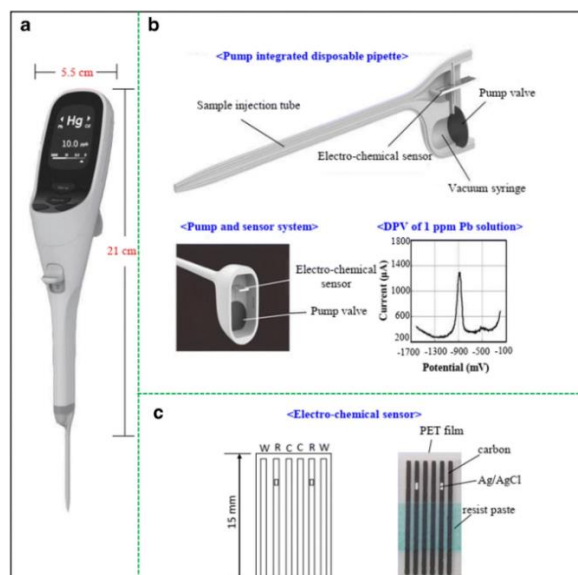 a
5.5 cm
Hg
10.0
21 cm
b
<Pump integrated disposable pipette>
Sample injection tube
Pump valve
Electro-chemical sensor
Vacuum syringe
<Pump and sensor system>
Electro-chemical
sensor
Pump valve
<DPV of 1 ppm Pb solution>
Current (µA)
1800
1400
1000
600
200
-1700 -1300 -900 -500 -100
Potential (mV)
c
<Electro-chemical sensor>
W R C C R W
15 mm
PET film
carbon
Ag/AgCl
resist paste